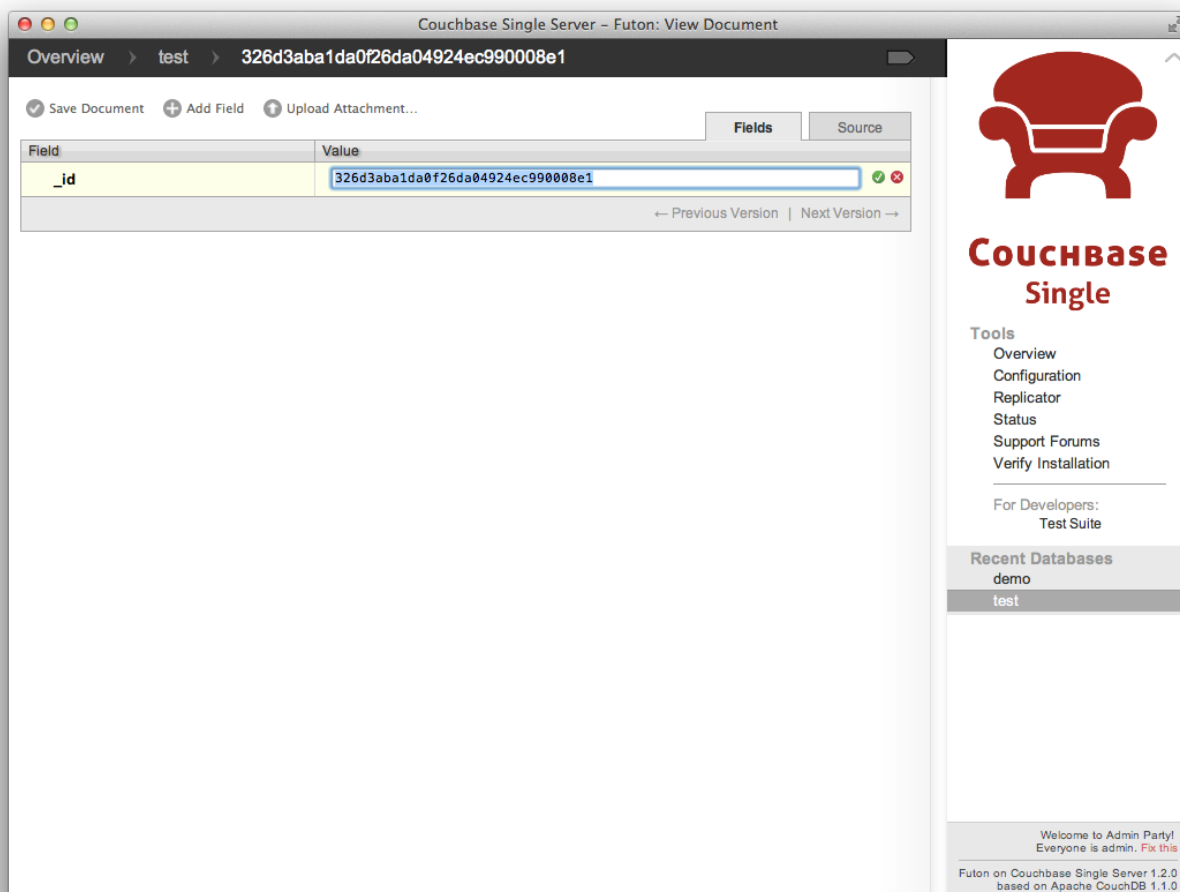 Couchbase Single Server – Futon: View Document
Overview test 326d3aba1da0f26da04924ec990008e1
Save Document Add Field Upload Attachment...
Fields Source
Field Value
_id 326d3aba1da0f26da04924ec990008e1
← Previous Version | Next Version →
CouchBase
Single
Tools
Overview
Configuration
Replicator
Status
Support Forums
Verify Installation
For Developers:
Test Suite
Recent Databases
demo
test
Welcome to Admin Party!
Everyone is admin. Fix this
Futon on Couchbase Single Server 1.2.0
based on Apache CouchDB 1.1.0